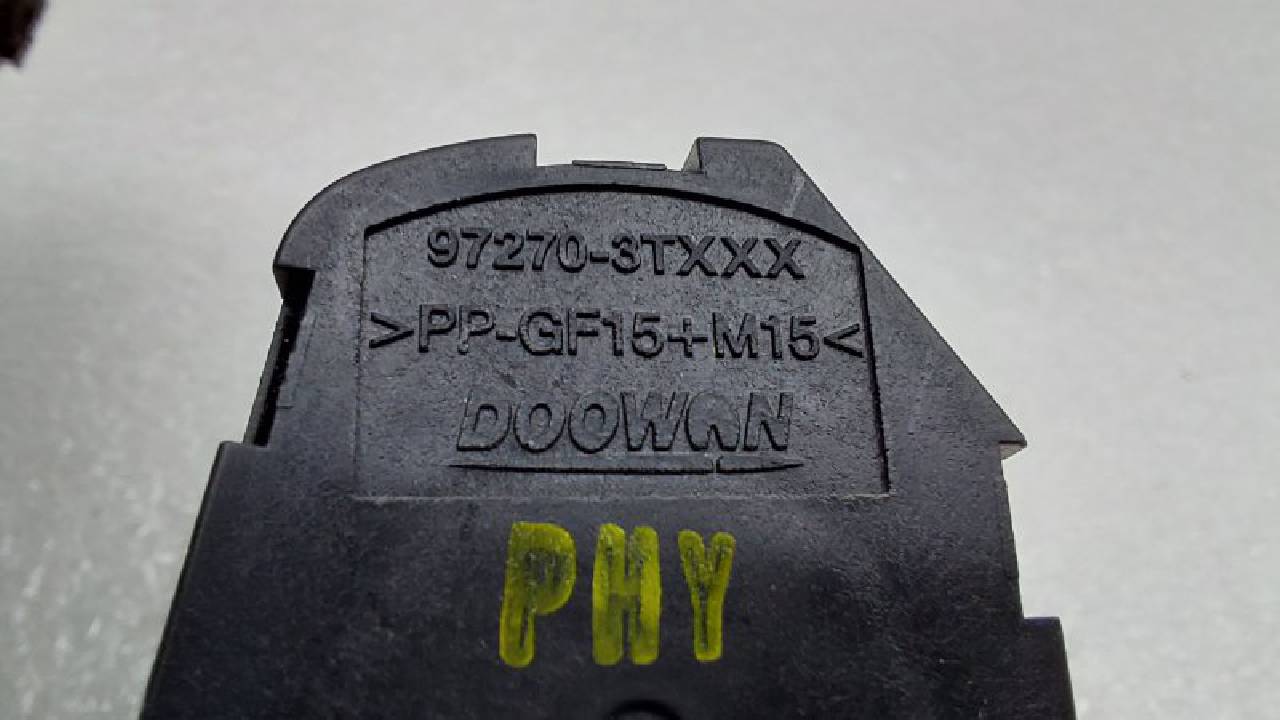 97270-3TXXX
>PP-GF15+M15<
DOOWON
PHY